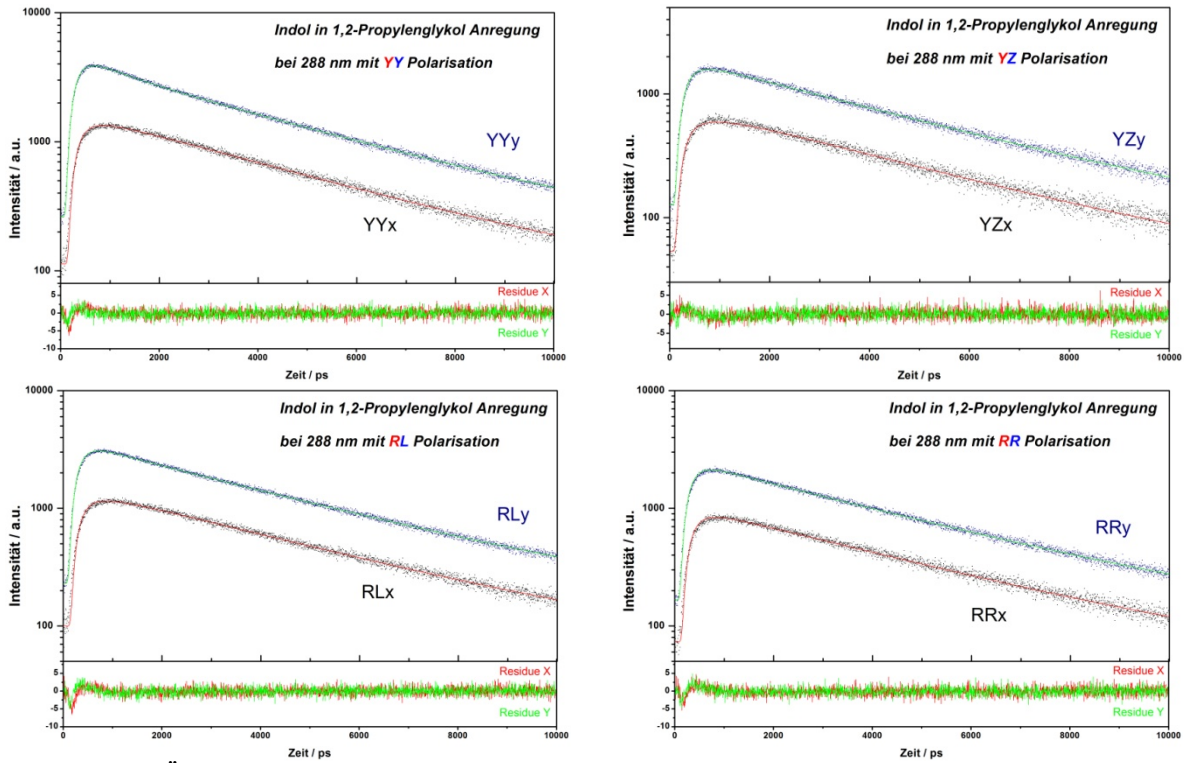 10000
Indol in 1,2-Propylenglykol Anregung
bei 288 nm mit YY Polarisation
YYy
1000
YYx
100
Intensität / a.u.
5
0
-5
-10
Residue X
Residue Y
0 2000 4000 6000 8000 10000
Zeit / ps
Indol in 1,2-Propylenglykol Anregung
bei 288 nm mit YZ Polarisation
1000
YZy
YZx
100
Intensität / a.u.
5
0
-5
Residue X
Residue Y
0 2000 4000 6000 8000 10000
Zeit / ps
10000
Indol in 1,2-Propylenglykol Anregung
bei 288 nm mit RL Polarisation
1000
RLy
RLx
100
Intensität / a.u.
5
0
-5
-10
Residue X
Residue Y
0 2000 4000 6000 8000 10000
Zeit / ps
10000
Indol in 1,2-Propylenglykol Anregung
bei 288 nm mit RR Polarisation
1000
RRy
RRx
100
Intensität / a.u.
5
0
-5
-10
Residue X
Residue Y
0 2000 4000 6000 8000 10000
Zeit / ps